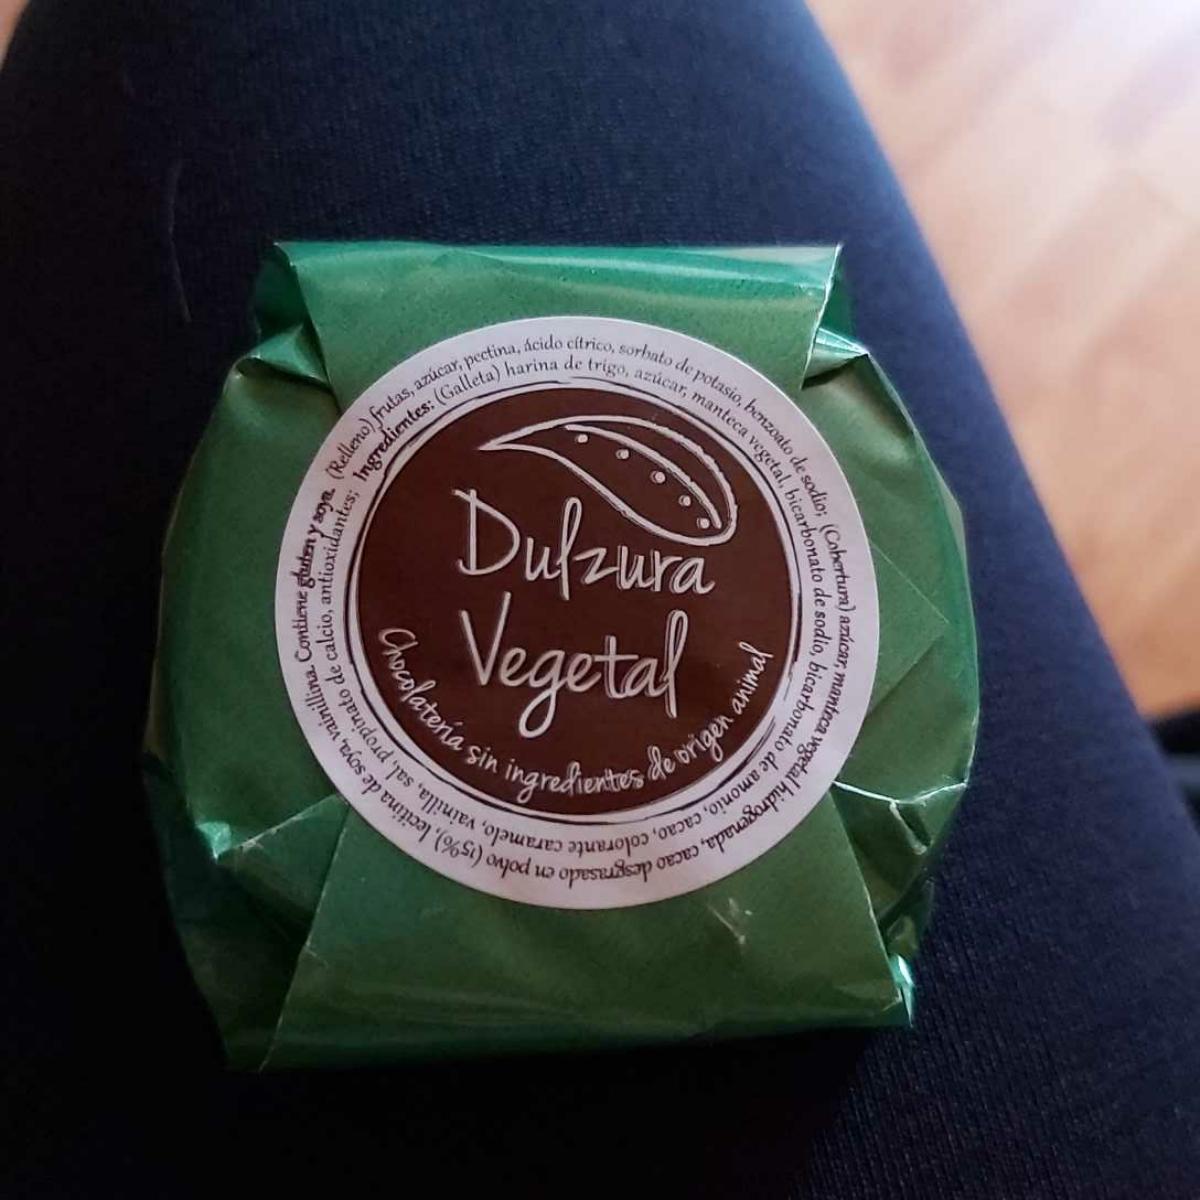 Dulzura
Vegetal
Chocolatería sin ingredientes de origen animal
Ingredientes: (Galleta) harina de trigo, azúcar, manteca vegetal, bicarbonato de sodio, bicarbonato de amonio, cacao, colorante caramelo, vainilla, sal, propinato de calcio, antioxidantes;
(Relleno) frutas, azúcar, pectina, ácido cítrico, sorbato de potasio, benzoato de sodio; (Cobertura) azúcar, manteca vegetal hidrogenada, cacao desgrasado en polvo (15%), lecitina de soya, vainillina. Contiene gluten y soya.